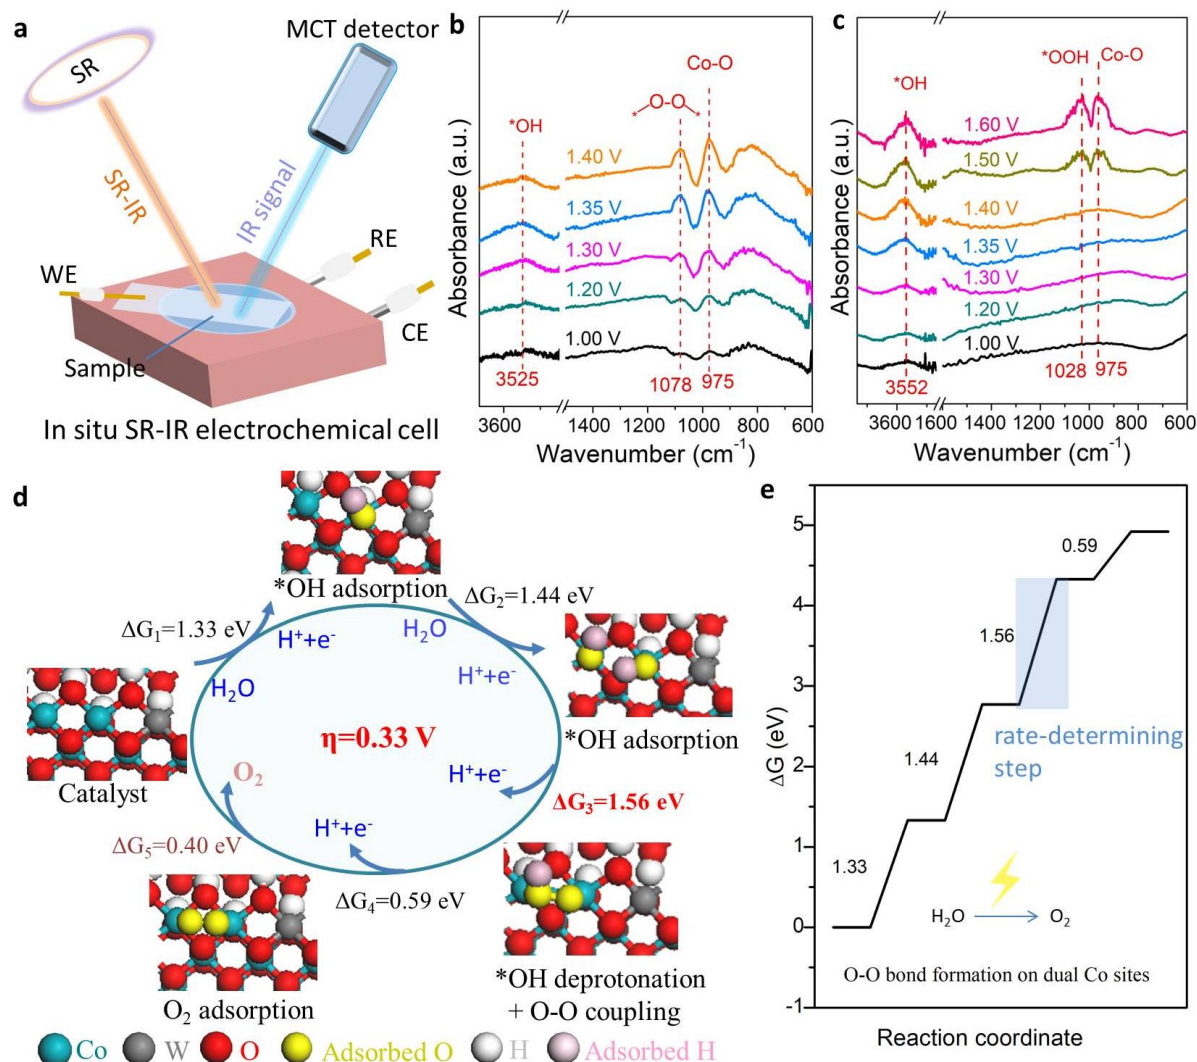 a
SR
MCT detector
SR-IR
IR signal
RE
WE
CE
Sample
In situ SR-IR electrochemical cell
b
Absorbance (a.u.)
Co-O
*-O-O-*
*OH
1.40 V
1.35 V
1.30 V
1.20 V
1.00 V
3525
1078
975
3600
1400
1200
1000
800
600
Wavenumber (cm⁻¹)
c
Absorbance (a.u.)
*OOH
Co-O
*OH
1.60 V
1.50 V
1.40 V
1.35 V
1.30 V
1.20 V
1.00 V
3552
1028
975
3600
1400
1200
1000
800
600
Wavenumber (cm⁻¹)
d
*OH adsorption
ΔG₁=1.33 eV
ΔG₂=1.44 eV
H⁺+e⁻
H₂O
H₂O
H⁺+e⁻
η=0.33 V
*OH adsorption
Catalyst
O₂
H⁺+e⁻
ΔG₃=1.56 eV
H⁺+e⁻
ΔG₅=0.40 eV
ΔG₄=0.59 eV
O₂ adsorption
*OH deprotonation
+ O-O coupling
Co
W
O
Adsorbed O
H
Adsorbed H
e
ΔG (eV)
5
4
3
2
1
0
-1
0.59
1.56
rate-determining
step
1.44
1.33
H₂O
O₂
O-O bond formation on dual Co sites
Reaction coordinate